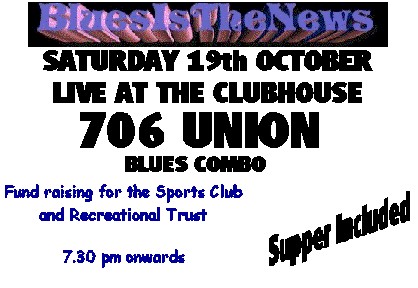 BluesIsTheNews
SATURDAY 19th OCTOBER
LIVE AT THE CLUBHOUSE
706 UNION
BLUES COMBO
Fund raising for the Sports Club
and Recreational Trust
7.30 pm onwards
Supper Included